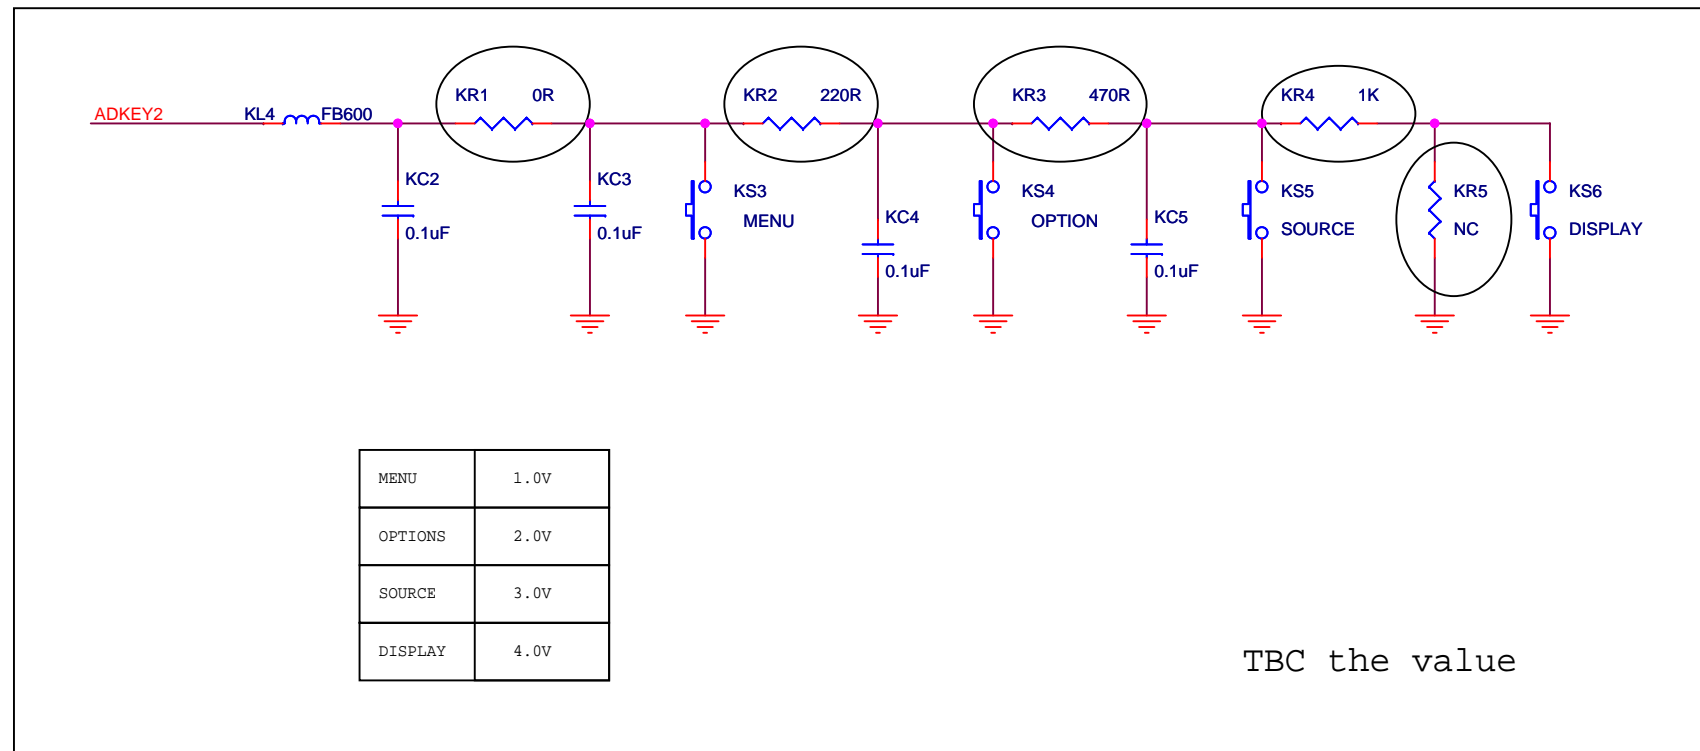 KR1 0R
KR2 220R
KR3 470R
KR4 1K
ADKEY2
KL4 FB600
KC2
0.1uF
KC3
0.1uF
KS3
MENU
KC4
0.1uF
KS4
OPTION
KC5
0.1uF
KS5
SOURCE
KR5
NC
KS6
DISPLAY
MENU 1.0V
OPTIONS 2.0V
SOURCE 3.0V
DISPLAY 4.0V
TBC the value